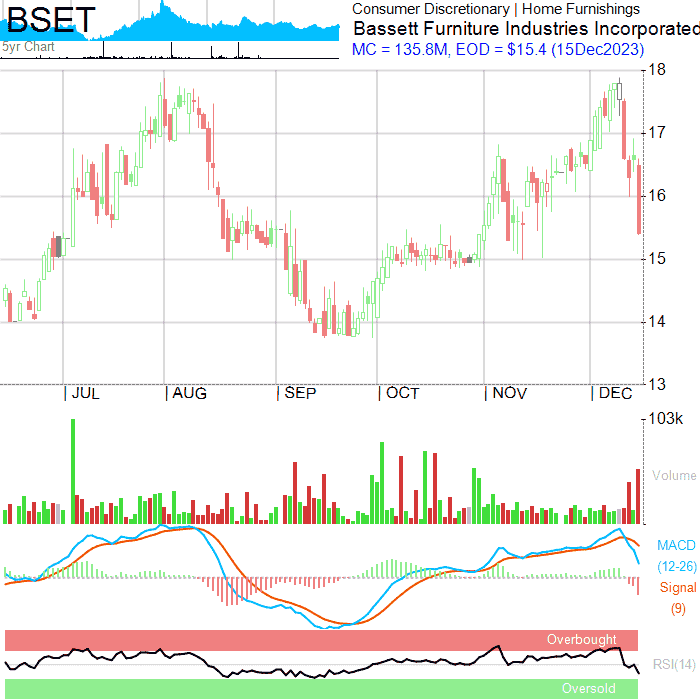 BSET
Consumer Discretionary | Home Furnishings
Bassett Furniture Industries Incorporated
MC = 135.8M, EOD = $15.4 (15Dec2023)
5yr Chart
18
17
16
15
14
13
| JUL | AUG | SEP | OCT | NOV | DEC
103k
Volume
MACD
(12-26)
Signal
(9)
Overbought
RSI(14)
Oversold